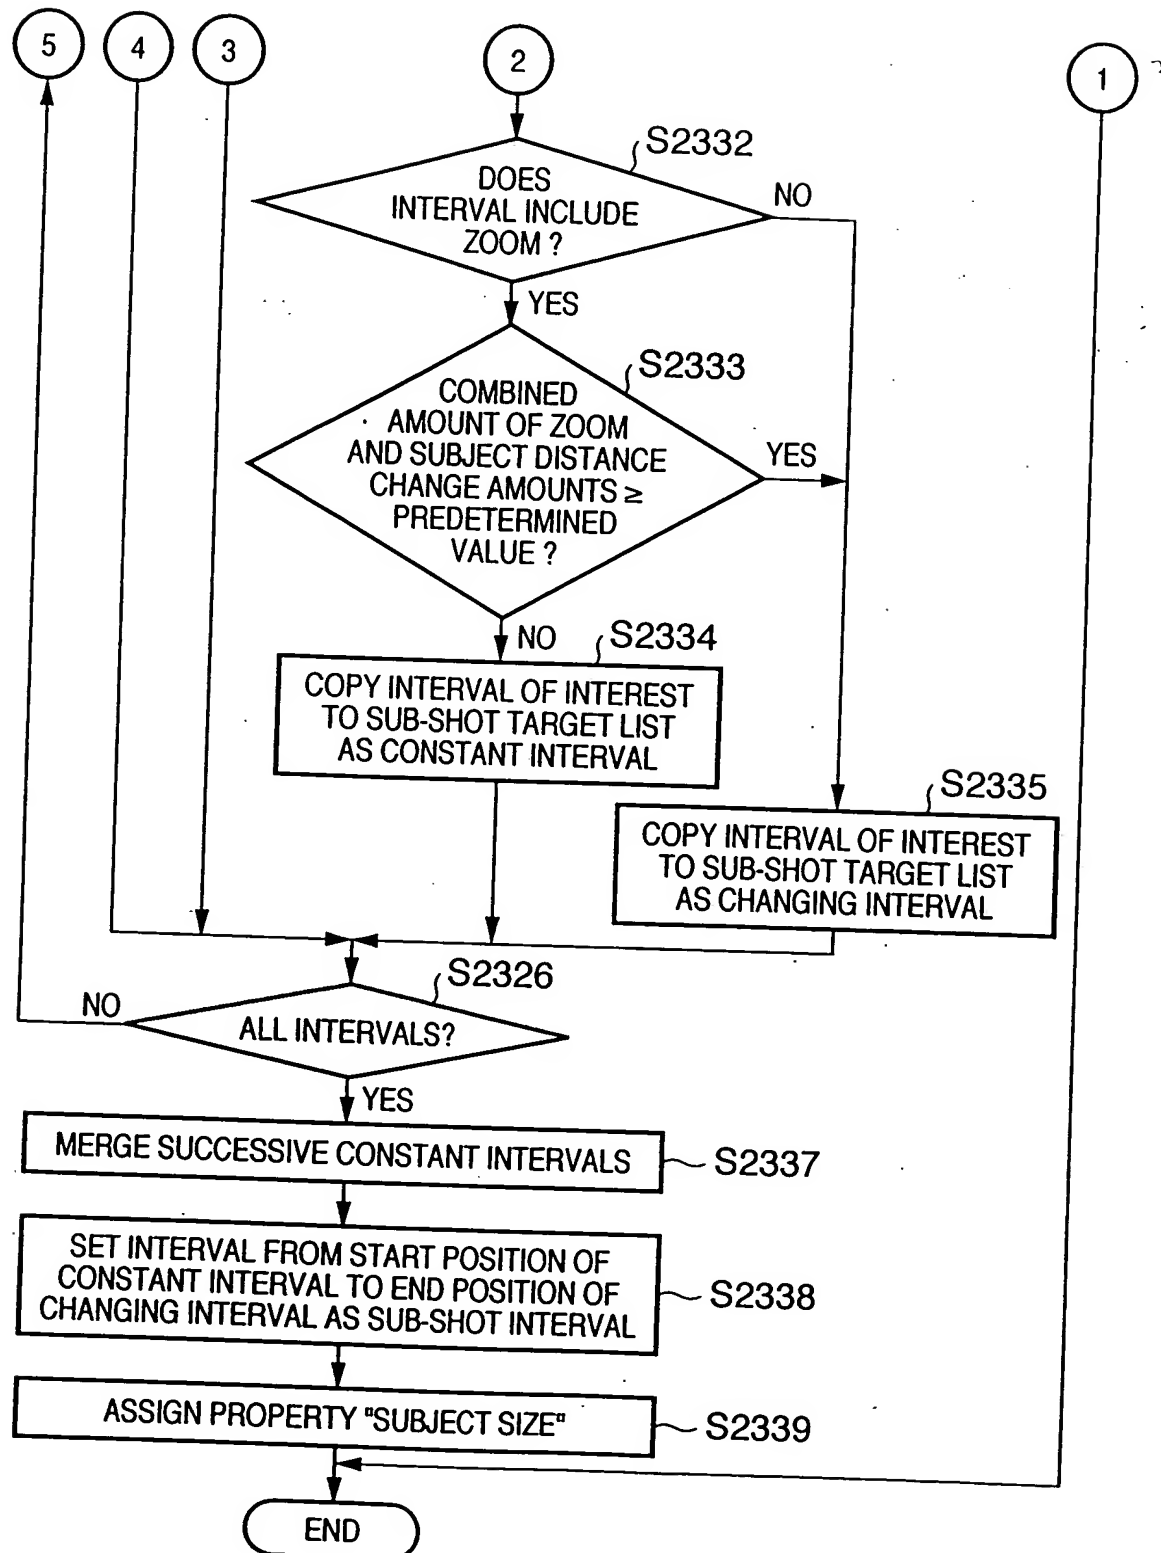 5
4
3
2
1
S2332
DOES
INTERVAL INCLUDE
ZOOM ?
NO
YES
S2333
COMBINED
AMOUNT OF ZOOM
AND SUBJECT DISTANCE
CHANGE AMOUNTS ≥
PREDETERMINED
VALUE ?
YES
NO
S2334
COPY INTERVAL OF INTEREST
TO SUB-SHOT TARGET LIST
AS CONSTANT INTERVAL
S2335
COPY INTERVAL OF INTEREST
TO SUB-SHOT TARGET LIST
AS CHANGING INTERVAL
S2326
NO
ALL INTERVALS?
YES
MERGE SUCCESSIVE CONSTANT INTERVALS
S2337
SET INTERVAL FROM START POSITION OF
CONSTANT INTERVAL TO END POSITION OF
CHANGING INTERVAL AS SUB-SHOT INTERVAL
S2338
ASSIGN PROPERTY "SUBJECT SIZE"
S2339
END